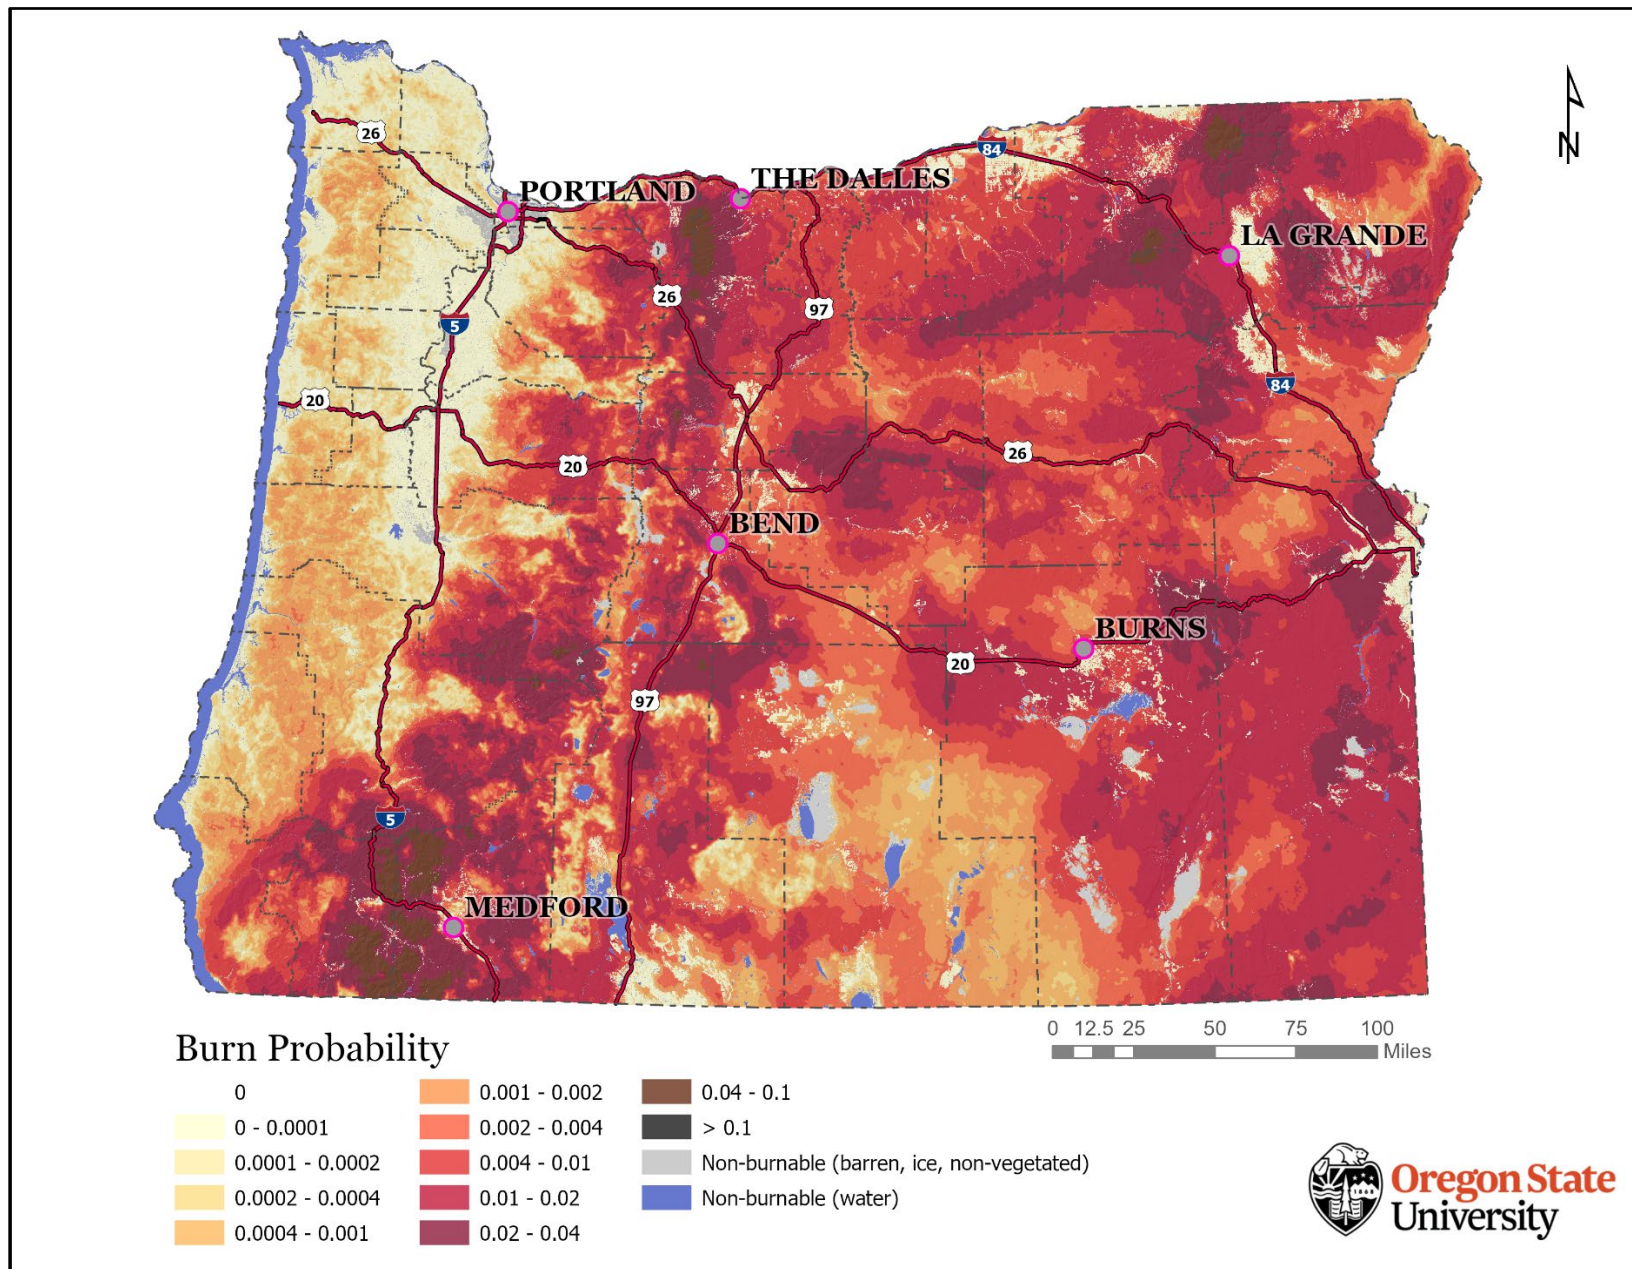 26
84
THE DALLES
PORTLAND
LA GRANDE
26
97
5
84
20
26
20
BEND
BURNS
20
97
5
MEDFORD
N
Burn Probability
0
0 - 0.0001
0.0001 - 0.0002
0.0002 - 0.0004
0.0004 - 0.001
0.001 - 0.002
0.002 - 0.004
0.004 - 0.01
0.01 - 0.02
0.02 - 0.04
0.04 - 0.1
> 0.1
Non-burnable (barren, ice, non-vegetated)
Non-burnable (water)
0 12.5 25 50 75 100
Miles
1868
Oregon State
University